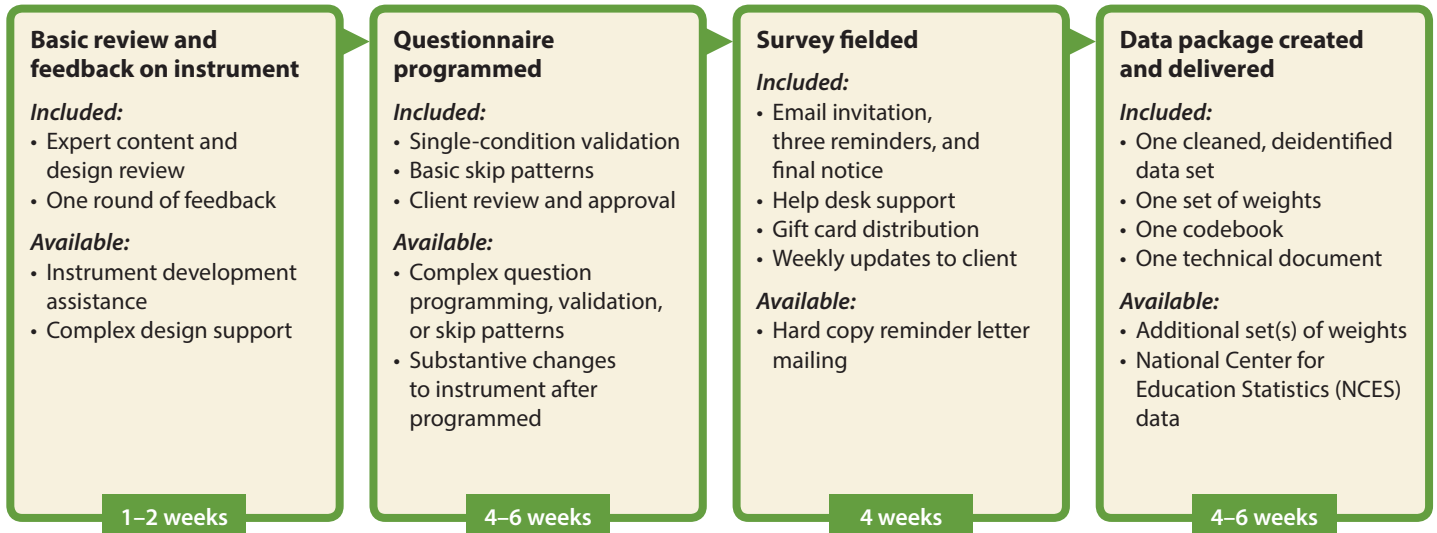 Basic review and
feedback on instrument
Included:
• Expert content and
design review
• One round of feedback
Available:
• Instrument development
assistance
• Complex design support
1–2 weeks
Questionnaire
programmed
Included:
• Single-condition validation
• Basic skip patterns
• Client review and approval
Available:
• Complex question
programming, validation,
or skip patterns
• Substantive changes
to instrument after
programmed
4–6 weeks
Survey fielded
Included:
• Email invitation,
three reminders, and
final notice
• Help desk support
• Gift card distribution
• Weekly updates to client
Available:
• Hard copy reminder letter
mailing
4 weeks
Data package created
and delivered
Included:
• One cleaned, deidentified
data set
• One set of weights
• One codebook
• One technical document
Available:
• Additional set(s) of weights
• National Center for
Education Statistics (NCES)
data
4–6 weeks